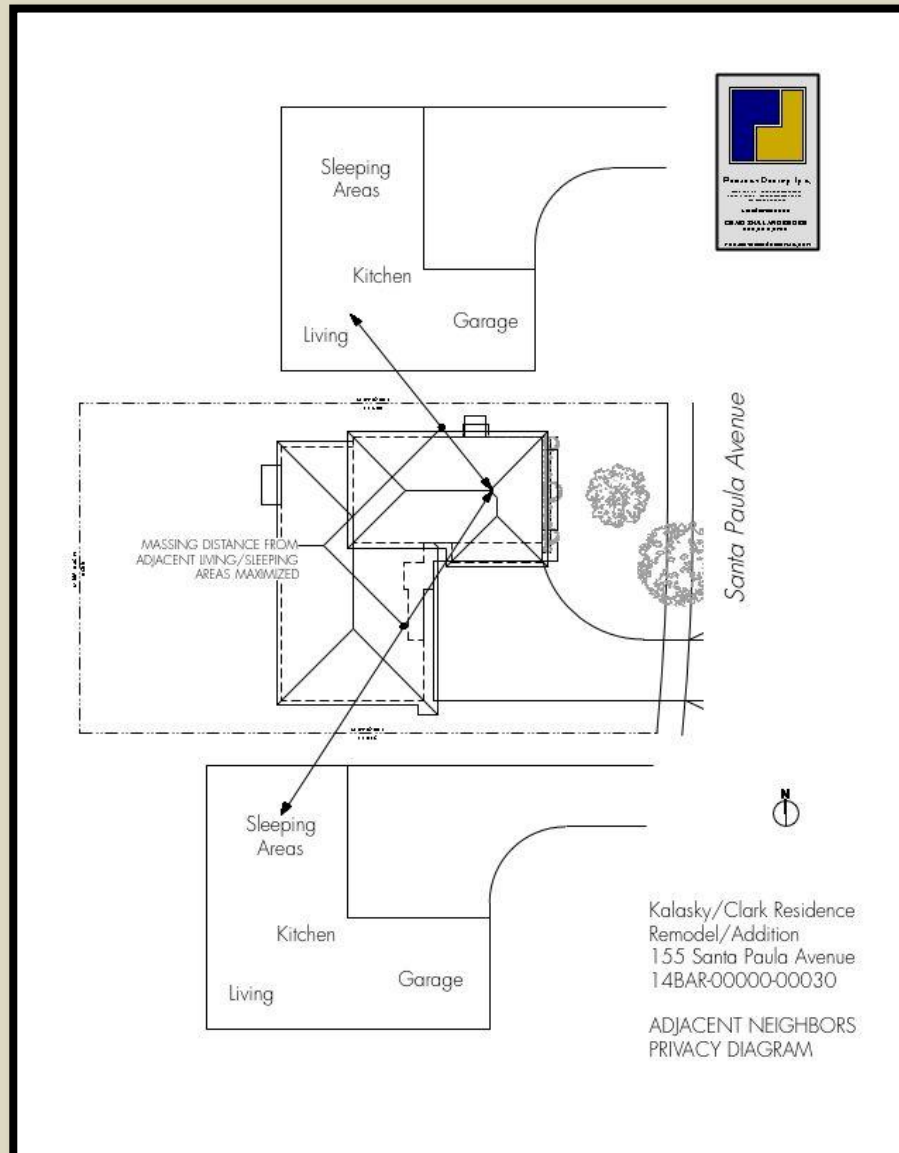 Sleeping
Areas
Kitchen
Living
Garage
Santa Paula Avenue
MASSING DISTANCE FROM
ADJACENT LIVING/SLEEPING
AREAS MAXIMIZED
Sleeping
Areas
Kitchen
Living
Garage
N
Kalasky/Clark Residence
Remodel/Addition
155 Santa Paula Avenue
14BAR-00000-00030
ADJACENT NEIGHBORS
PRIVACY DIAGRAM